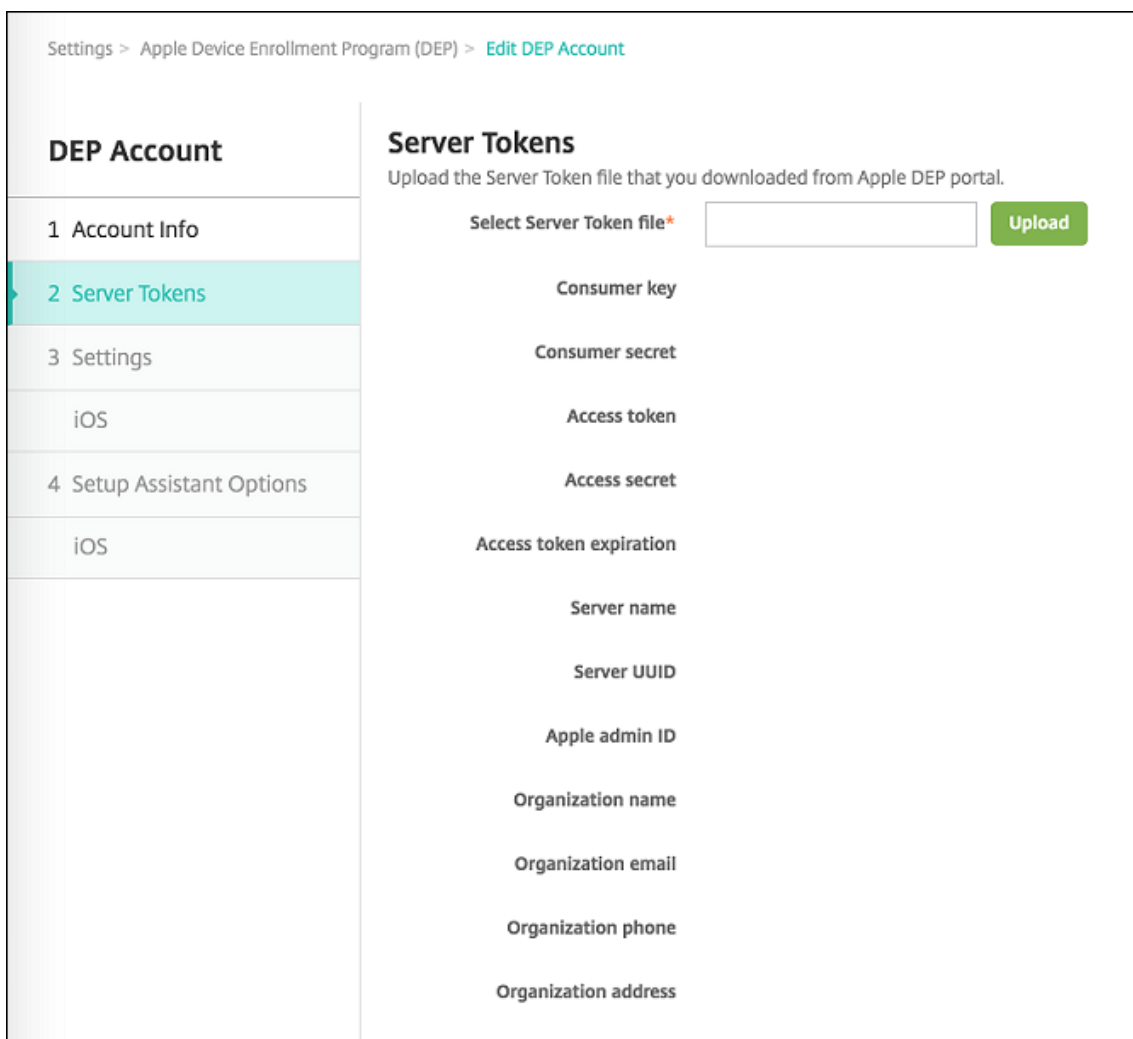 Settings > Apple Device Enrollment Program (DEP) > Edit DEP Account
DEP Account
1 Account Info
2 Server Tokens
3 Settings
iOS
4 Setup Assistant Options
iOS
Server Tokens
Upload the Server Token file that you downloaded from Apple DEP portal.
Select Server Token file* Upload
Consumer key
Consumer secret
Access token
Access secret
Access token expiration
Server name
Server UUID
Apple admin ID
Organization name
Organization email
Organization phone
Organization address